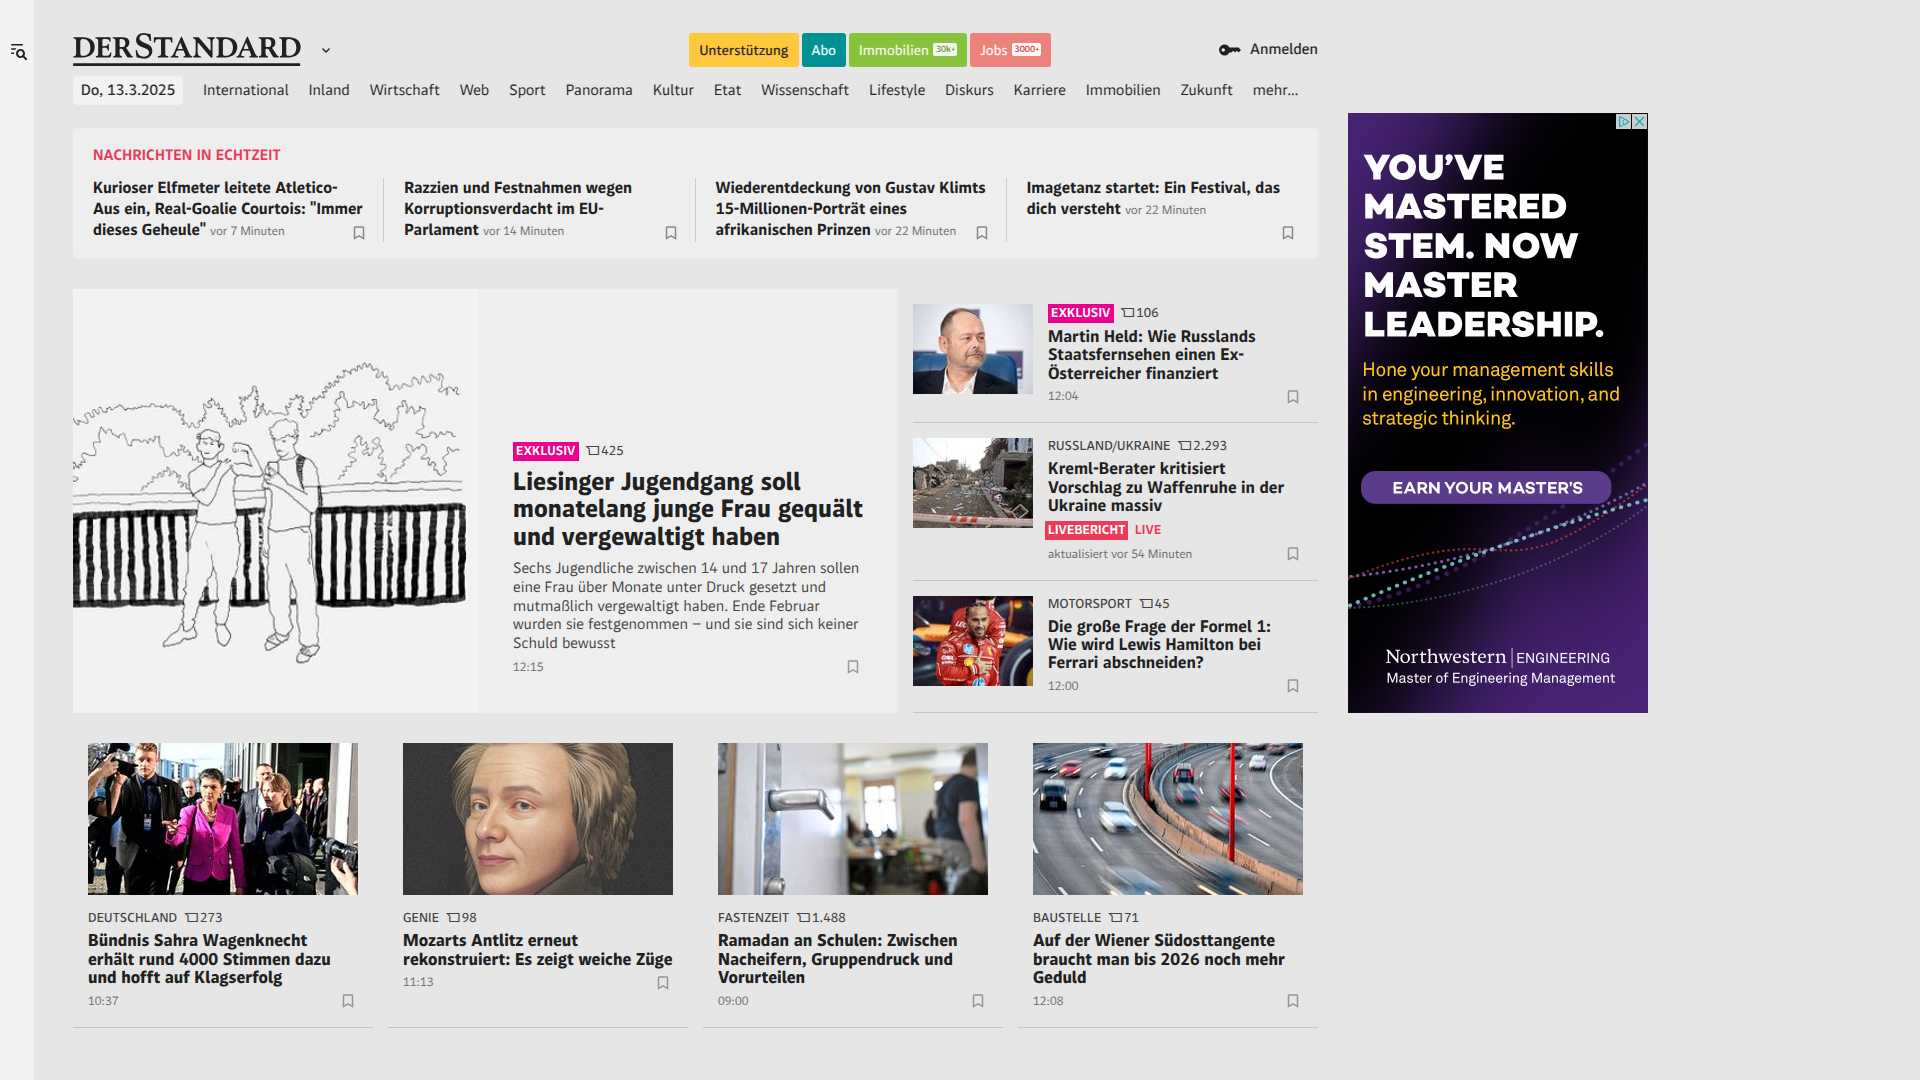 DERSTANDARD
Unterstützung
Abo
Immobilien 30k+
Jobs 3000+
Anmelden
Do, 13.3.2025
International
Inland
Wirtschaft
Web
Sport
Panorama
Kultur
Etat
Wissenschaft
Lifestyle
Diskurs
Karriere
Immobilien
Zukunft
mehr...
NACHRICHTEN IN ECHTZEIT
Kurioser Elfmeter leitete Atletico-
Aus ein, Real-Goalie Courtois: "Immer
dieses Geheule" vor 7 Minuten
Razzien und Festnahmen wegen
Korruptionsverdacht im EU-
Parlament vor 14 Minuten
Wiederentdeckung von Gustav Klimts
15-Millionen-Porträt eines
afrikanischen Prinzen vor 22 Minuten
Imagetanz startet: Ein Festival, das
dich versteht vor 22 Minuten
EXKLUSIV 425
Liesinger Jugendgang soll
monatelang junge Frau gequält
und vergewaltigt haben
Sechs Jugendliche zwischen 14 und 17 Jahren sollen
eine Frau über Monate unter Druck gesetzt und
mutmaßlich vergewaltigt haben. Ende Februar
wurden sie festgenommen – und sie sind sich keiner
Schuld bewusst
12:15
EXKLUSIV 106
Martin Held: Wie Russlands
Staatsfernsehen einen Ex-
Österreicher finanziert
12:04
RUSSLAND/UKRAINE 2.293
Kreml-Berater kritisiert
Vorschlag zu Waffenruhe in der
Ukraine massiv
LIVEBERICHT LIVE
aktualisiert vor 54 Minuten
MOTORSPORT 45
Die große Frage der Formel 1:
Wie wird Lewis Hamilton bei
Ferrari abschneiden?
12:00
YOU'VE
MASTERED
STEM. NOW
MASTER
LEADERSHIP.
Hone your management skills
in engineering, innovation, and
strategic thinking.
EARN YOUR MASTER'S
Northwestern | ENGINEERING
Master of Engineering Management
DEUTSCHLAND 273
Bündnis Sahra Wagenknecht
erhält rund 4000 Stimmen dazu
und hofft auf Klagserfolg
10:37
GENIE 98
Mozarts Antlitz erneut
rekonstruiert: Es zeigt weiche Züge
11:13
FASTENZEIT 1.488
Ramadan an Schulen: Zwischen
Nacheifern, Gruppendruck und
Vorurteilen
09:00
BAUSTELLE 71
Auf der Wiener Südosttangente
braucht man bis 2026 noch mehr
Geduld
12:08